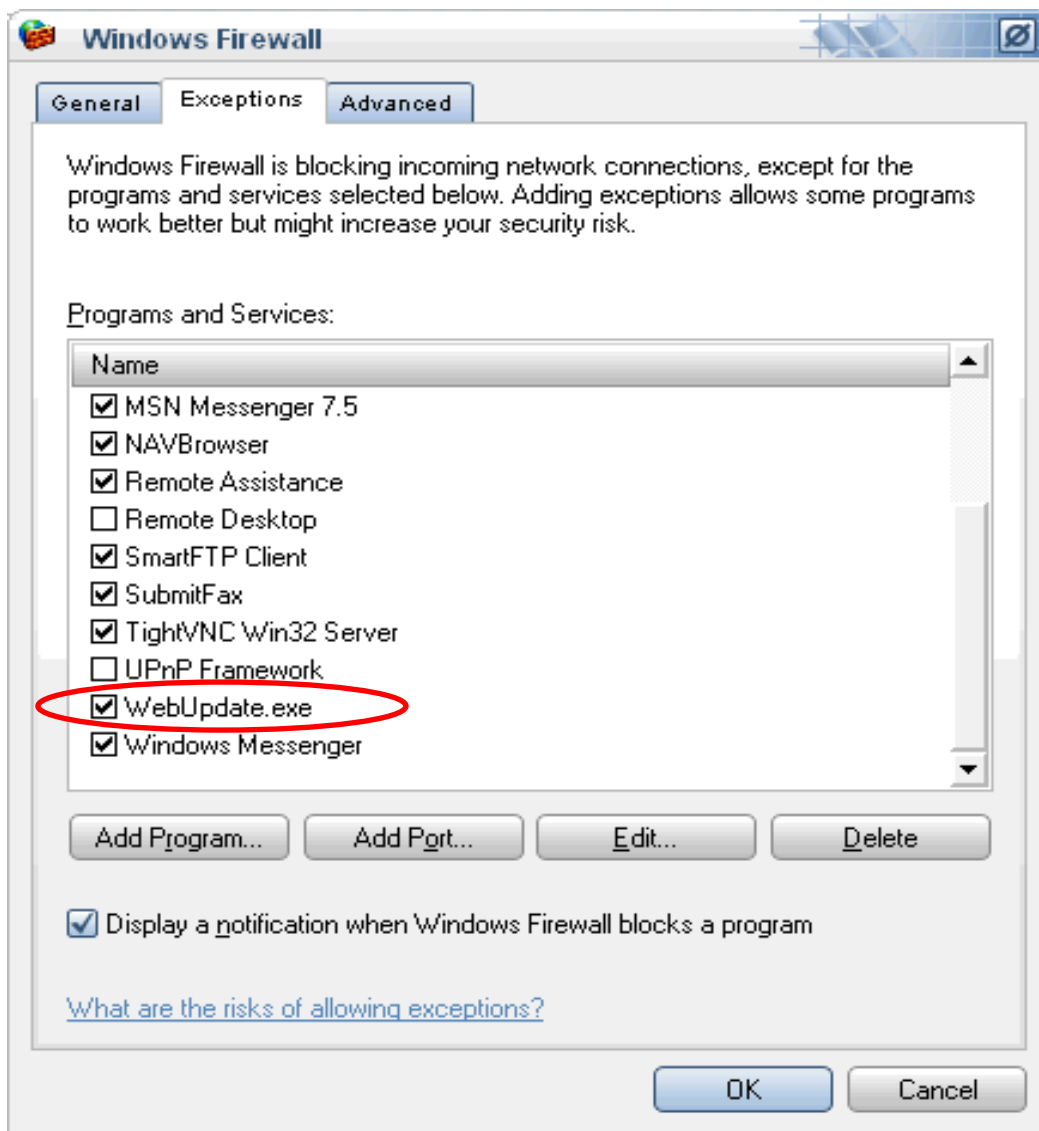 Windows Firewall
General
Exceptions
Advanced
Windows Firewall is blocking incoming network connections, except for the
programs and services selected below. Adding exceptions allows some programs
to work better but might increase your security risk.
Programs and Services:
Name
MSN Messenger 7.5
NAVBrowser
Remote Assistance
Remote Desktop
SmartFTP Client
SubmitFax
TightVNC Win32 Server
UPnP Framework
WebUpdate.exe
Windows Messenger
Add Program...
Add Port...
Edit...
Delete
Display a notification when Windows Firewall blocks a program
What are the risks of allowing exceptions?
OK
Cancel